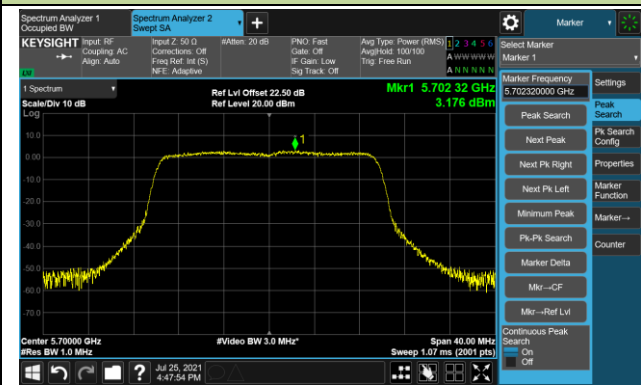 Spectrum Analyzer 1
Occupied BW
Spectrum Analyzer 2
Swept SA
Marker
KEYSIGHT
Input: RF
Coupling: AC
Align: Auto
Input Z: 50 Ω
Corrections: Off
Freq Ref: Int (S)
NFE: Adaptive
#Atten: 20 dB
PNO: Fast
Gate: Off
IF Gain: Low
Sig Track: Off
Avg Type: Power (RMS)
Avg|Hold: 100/100
Trig: Free Run
1 2 3 4 5 6
A W W W W W
A N N N N N
LXI
Select Marker
Marker 1
1 Spectrum
Scale/Div 10 dB
Log
Ref Lvl Offset 22.50 dB
Ref Level 20.00 dBm
Mkr1 5.702 32 GHz
3.176 dBm
Marker Frequency
5.702320000 GHz
Peak Search
Next Peak
Next Pk Right
Next Pk Left
Minimum Peak
Pk-Pk Search
Marker Delta
Mkr→CF
Mkr→Ref Lvl
Continuous Peak
Search
On
Off
Settings
Peak
Search
Pk Search
Config
Properties
Marker
Function
Marker→
Counter
1
10.0
0.00
-10.0
-20.0
-30.0
-40.0
-50.0
-60.0
-70.0
Center 5.70000 GHz
#Res BW 1.0 MHz
#Video BW 3.0 MHz*
Span 40.00 MHz
Sweep 1.07 ms (2001 pts)
?
Jul 25, 2021
4:47:54 PM